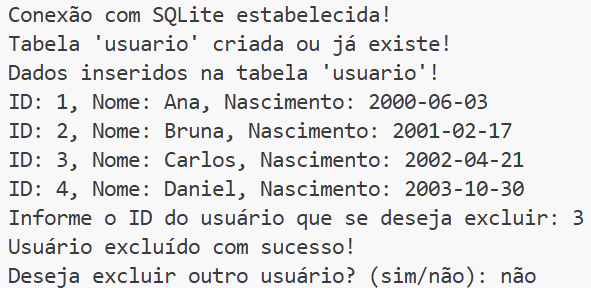 Conexão com SQLite estabelecida!
Tabela 'usuario' criada ou já existe!
Dados inseridos na tabela 'usuario'!
ID: 1, Nome: Ana, Nascimento: 2000-06-03
ID: 2, Nome: Bruna, Nascimento: 2001-02-17
ID: 3, Nome: Carlos, Nascimento: 2002-04-21
ID: 4, Nome: Daniel, Nascimento: 2003-10-30
Informe o ID do usuário que se deseja excluir: 3
Usuário excluído com sucesso!
Deseja excluir outro usuário? (sim/não): não